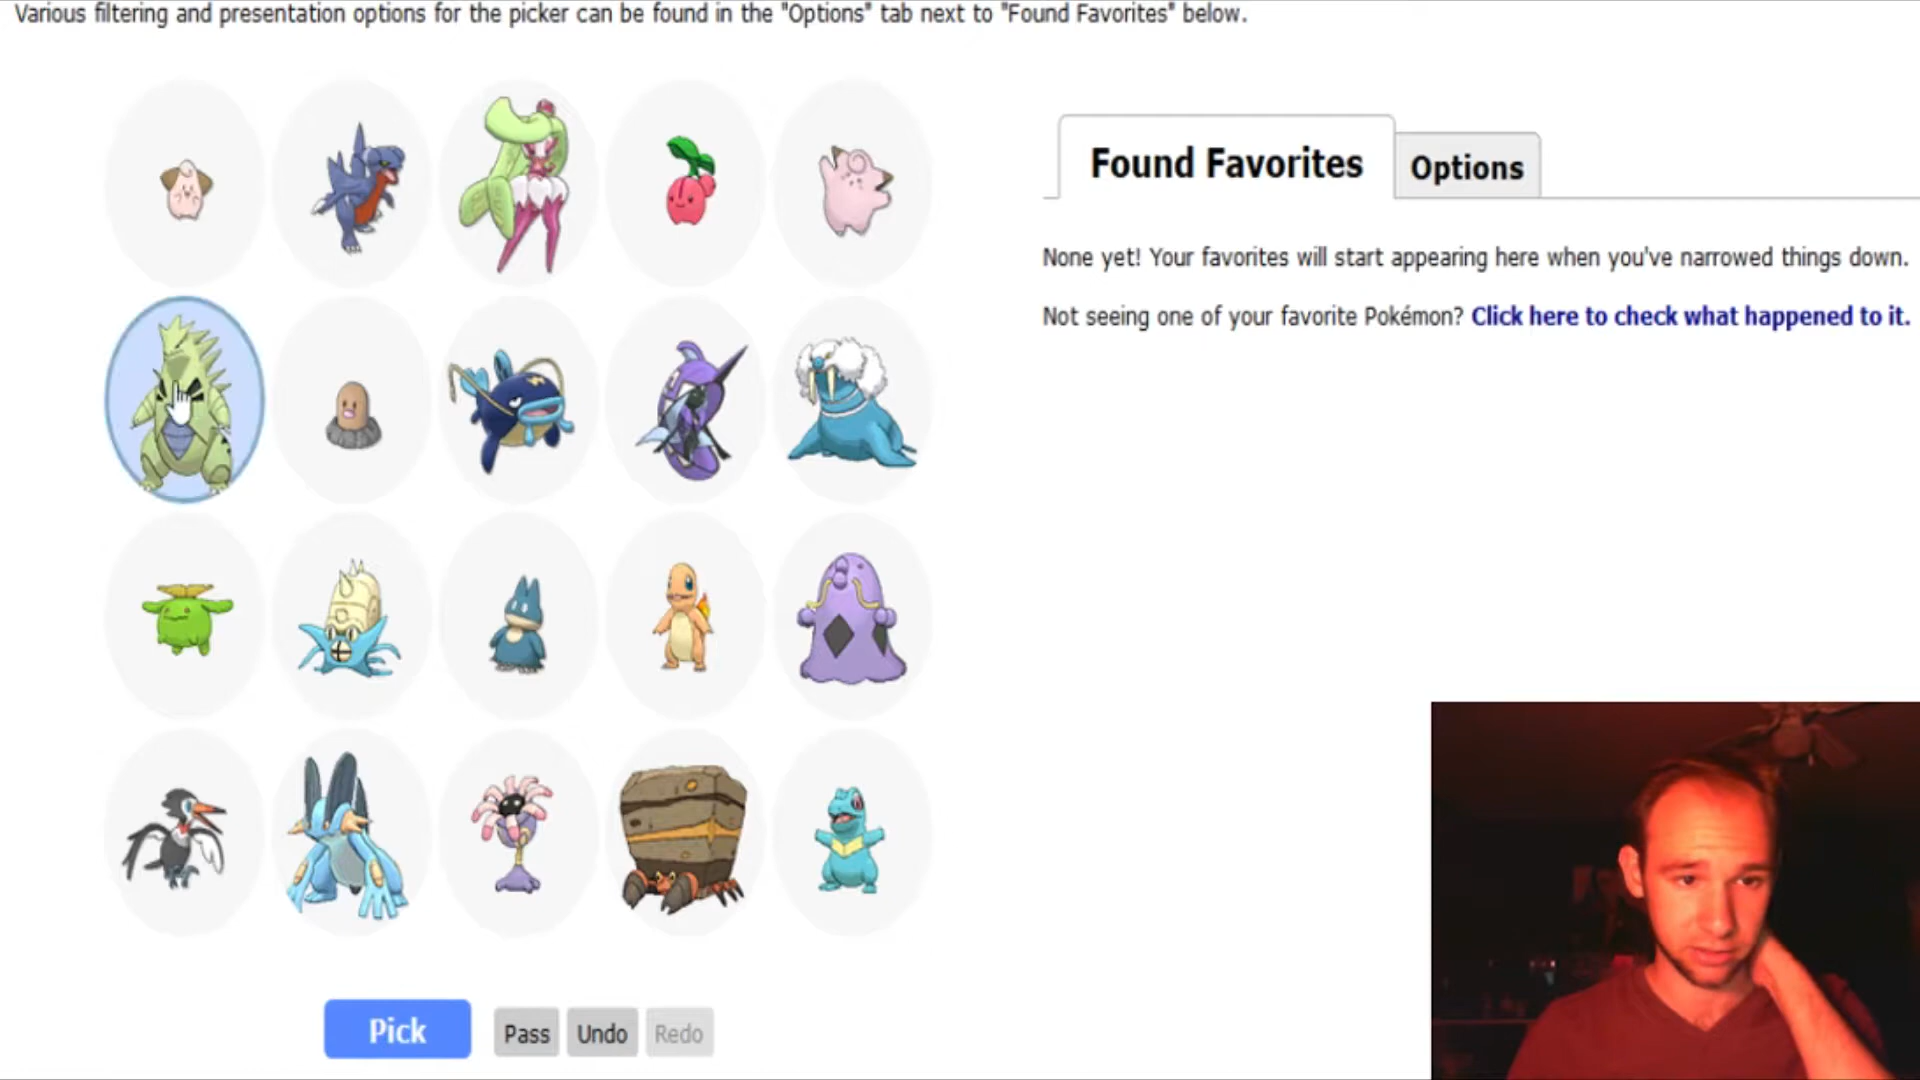 Various filtering and presentation options for the picker can be found in the "Options" tab next to "Found Favorites" below.
Found Favorites
Options
None yet! Your favorites will start appearing here when you've narrowed things down.
Not seeing one of your favorite Pokémon? Click here to check what happened to it.
Pick
Pass
Undo
Redo